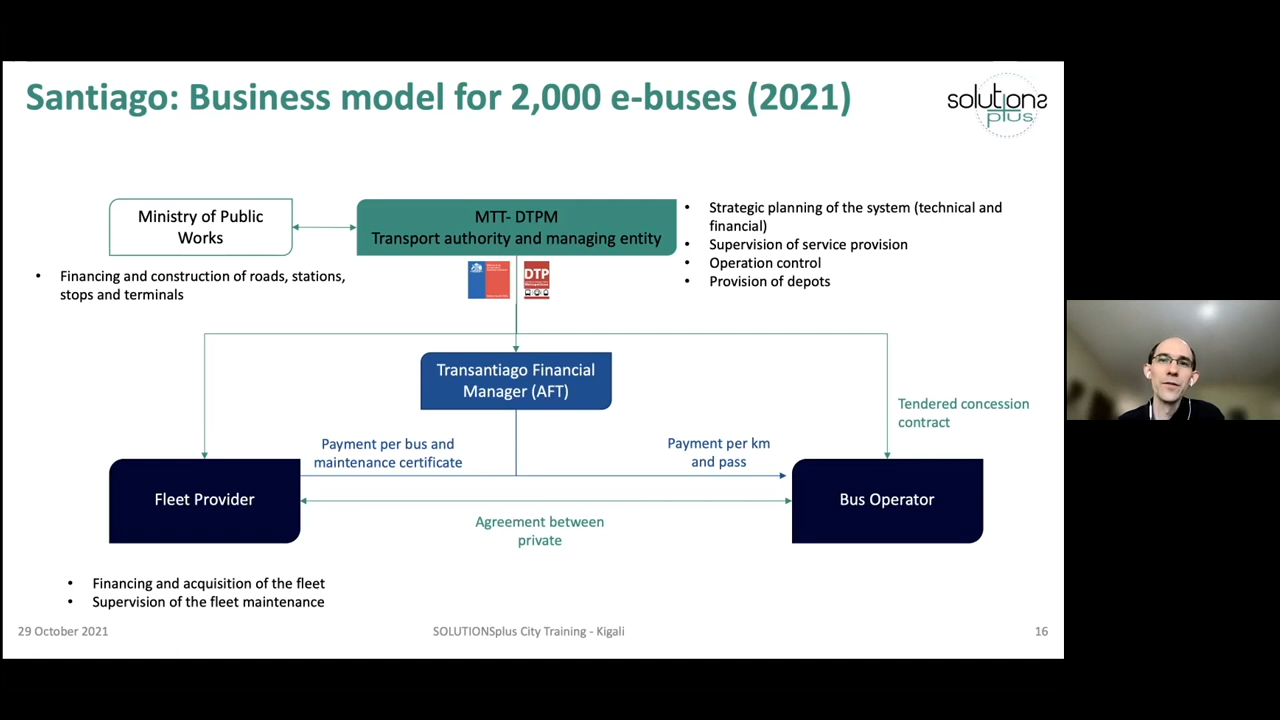 Santiago: Business model for 2,000 e-buses (2021)
solutions
plus
Ministry of Public
Works
MTT- DTPM
Transport authority and managing entity
• Strategic planning of the system (technical and
financial)
• Supervision of service provision
• Operation control
• Provision of depots
• Financing and construction of roads, stations,
stops and terminals
DTP
Transantiago Financial
Manager (AFT)
Tendered concession
contract
Payment per bus and
maintenance certificate
Payment per km
and pass
Fleet Provider
Bus Operator
Agreement between
private
• Financing and acquisition of the fleet
• Supervision of the fleet maintenance
29 October 2021
SOLUTIONSplus City Training - Kigali
16